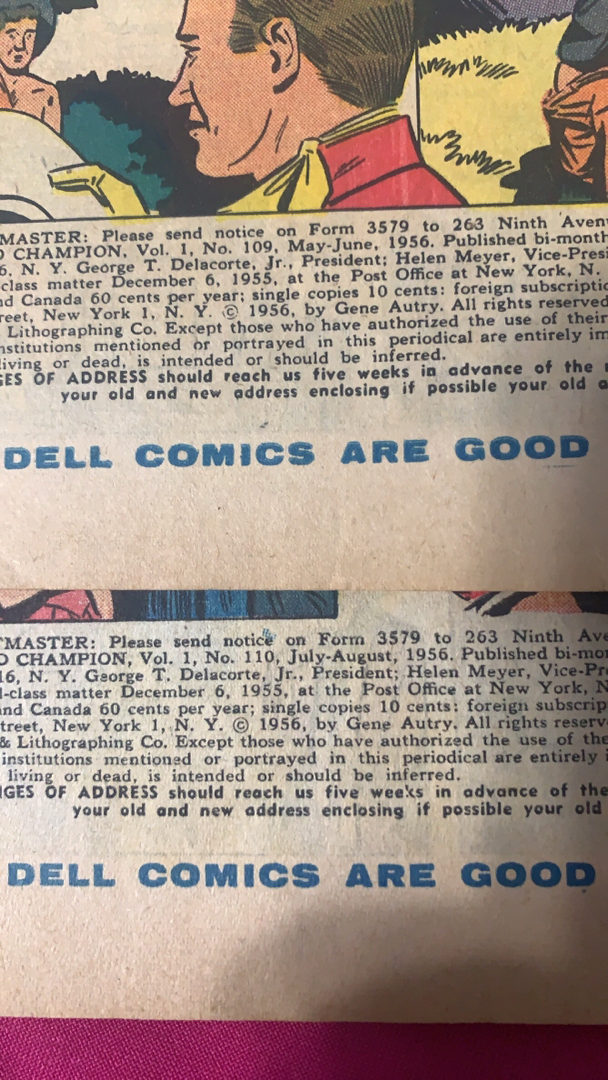 MASTER: Please send notice on Form 3579 to 263 Ninth Aven
O CHAMPION, Vol. 1, No. 109, May-June, 1956. Published bi-month
6, N. Y. George T. Delacorte, Jr., President; Helen Meyer, Vice-Presi
class matter December 6, 1955, at the Post Office at New York, N.
nd Canada 60 cents per year; single copies 10 cents: foreign subscriptio
reet, New York 1, N. Y. © 1956, by Gene Autry. All rights reserved
Lithographing Co. Except those who have authorized the use of their
nstitutions mentioned or portrayed in this periodical are entirely im
living or dead, is intended or should be inferred.
GES OF ADDRESS should reach us five weeks in advance of the
your old and new address enclosing if possible your old a
DELL COMICS ARE GOOD
TMASTER: Please send notice on Form 3579 to 263 Ninth Ave
O CHAMPION, Vol. 1, No. 110, July-August, 1956. Published bi-mo
16, N. Y. George T. Delacorte, Jr., President; Helen Meyer, Vice-Pr
l-class matter December 6, 1955, at the Post Office at New York, N
and Canada 60 cents per year; single copies 10 cents: foreign subscrip
treet, New York 1, N. Y. © 1956, by Gene Autry. All rights reserv
& Lithographing Co. Except those who have authorized the use of the
institutions mentioned or portrayed in this periodical are entirely i
living or dead, is intended or should be inferred.
NGES OF ADDRESS should reach us five weeks in advance of the
your old and new address enclosing if possible your old
DELL COMICS ARE GOOD